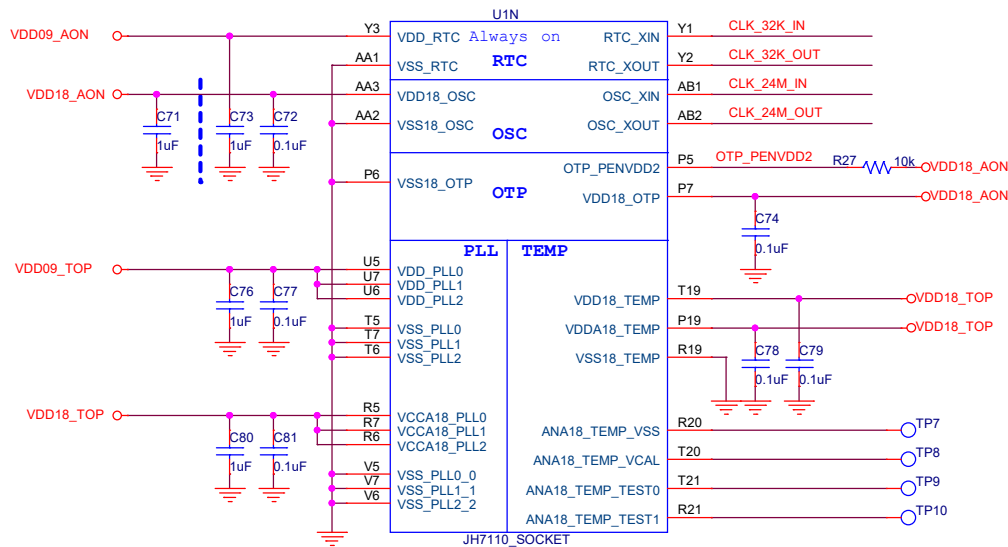 U1N
VDD09_AON Y3 VDD_RTC Always on RTC_XIN Y1 CLK_32K_IN
AA1 VSS_RTC RTC RTC_XOUT Y2 CLK_32K_OUT
VDD18_AON AA3 VDD18_OSC OSC_XIN AB1 CLK_24M_IN
C71 C73 C72 AA2 VSS18_OSC OSC_XOUT AB2 CLK_24M_OUT
1uF 1uF 0.1uF OSC
OTP_PENVDD2 P5 OTP_PENVDD2 R27 10k VDD18_AON
P6 VSS18_OTP OTP VDD18_OTP P7 VDD18_AON
C74
0.1uF
PLL TEMP
VDD09_TOP U5 VDD_PLL0
U7 VDD_PLL1
C76 C77 U6 VDD_PLL2 VDD18_TEMP T19 VDD18_TOP
1uF 0.1uF
T5 VSS_PLL0 VDDA18_TEMP P19 VDD18_TOP
T7 VSS_PLL1 C78 C79
T6 VSS_PLL2 VSS18_TEMP R19
0.1uF 0.1uF
VDD18_TOP R5 VCCA18_PLL0
R7 VCCA18_PLL1 ANA18_TEMP_VSS R20 TP7
C80 C81 R6 VCCA18_PLL2
1uF 0.1uF ANA18_TEMP_VCAL T20 TP8
V5 VSS_PLL0_0
V7 VSS_PLL1_1 ANA18_TEMP_TEST0 T21 TP9
V6 VSS_PLL2_2
ANA18_TEMP_TEST1 R21 TP10
JH7110_SOCKET